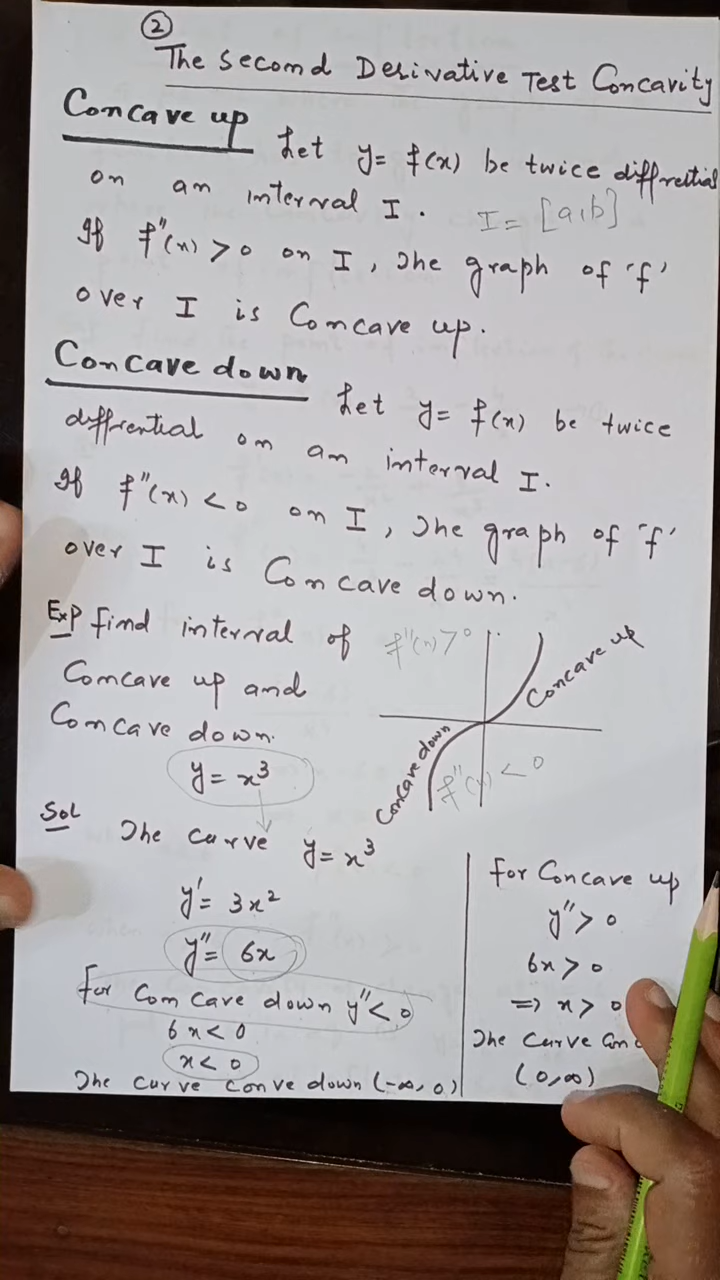 ②
The Second Derivative Test Concavity
Concave up Let y = f(x) be twice diffrential
on an interval I. I = [a,b]
If f''(x) > 0 on I, The graph of 'f'
over I is Concave up.
Concave down Let y = f(x) be twice
diffrential on an interval I.
If f''(x) < 0 on I, The graph of 'f'
over I is Concave down.
Exp find interval of
Concave up and
Concave down.
y = x³
f''(x) > 0
Concave up
Concave down
f''(x) < 0
Sol The curve y = x³
y' = 3x²
y'' = 6x
For Concave down y'' < 0
6x < 0
x < 0
The curve conve down (-∞, 0)
For Concave up
y'' > 0
6x > 0
⇒ x > 0
The Curve
(0,∞)